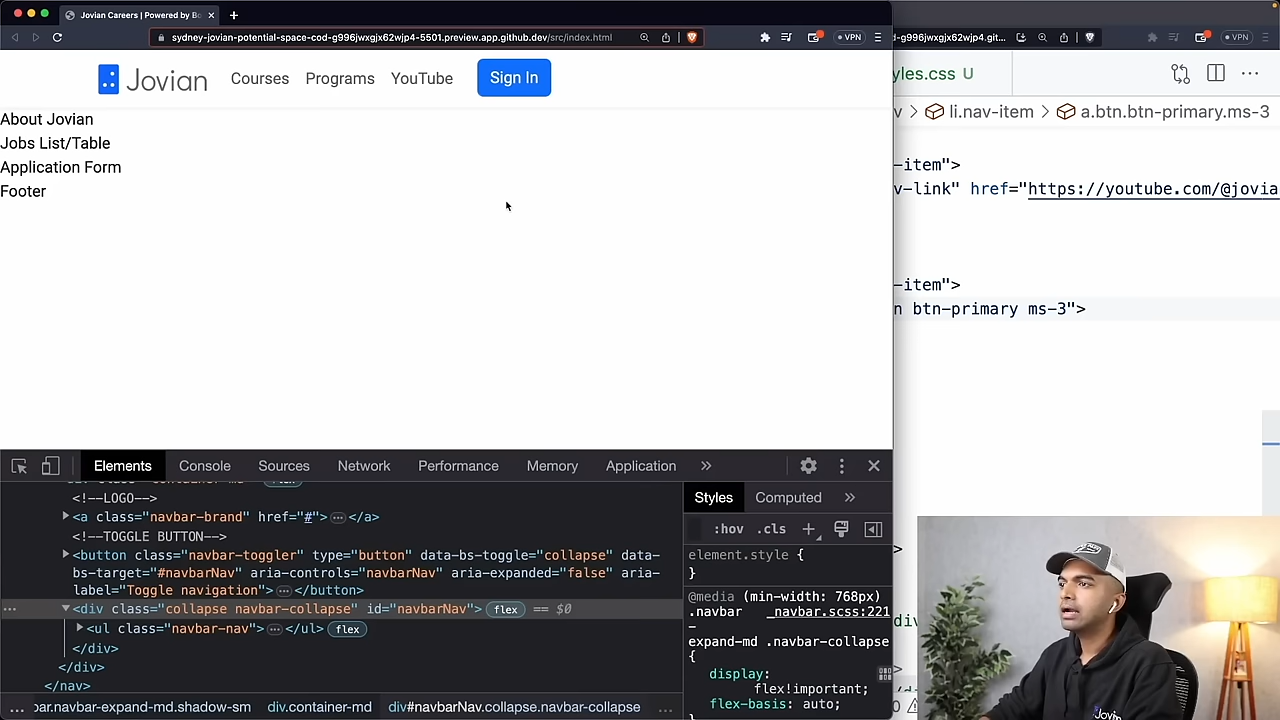 Jovian Careers | Powered by Bo
sydney-jovian-potential-space-cod-g996jwxgjx62wjp4-5501.preview.app.github.dev/src/index.html
VPN
d-g996jwxgjx62wjp4.git...
VPN
Jovian
Courses
Programs
YouTube
Sign In
About Jovian
Jobs List/Table
Application Form
Footer
yles.css U
v > li.nav-item > a.btn.btn-primary.ms-3
-item">
v-link" href="https://youtube.com/@jovia
-item">
n btn-primary ms-3">
Elements
Console
Sources
Network
Performance
Memory
Application
»
<!--LOGO-->
<a class="navbar-brand" href="#">…</a>
<!--TOGGLE BUTTON-->
<button class="navbar-toggler" type="button" data-bs-toggle="collapse" data-
bs-target="#navbarNav" aria-controls="navbarNav" aria-expanded="false" aria-
label="Toggle navigation">…</button>
<div class="collapse navbar-collapse" id="navbarNav"> flex == $0
<ul class="navbar-nav">…</ul> flex
</div>
</div>
</nav>
... bar.navbar-expand-md.shadow-sm div.container-md div#navbarNav.collapse.navbar-collapse ...
Styles
Computed
»
:hov .cls +
element.style {
}
@media (min-width: 768px)
.navbar _navbar.scss:221
-
expand-md .navbar-collapse
{
display:
flex!important;
flex-basis: auto;
>
div
>
Jovian